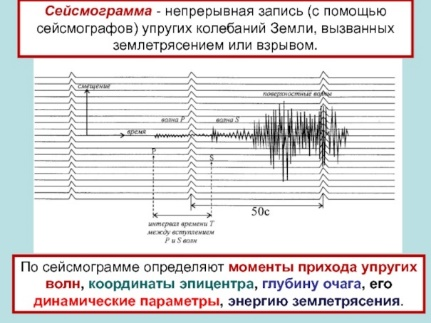 Сейсмограмма - непрерывная запись (с помощью
сейсмографов) упругих колебаний Земли, вызванных
землетрясением или взрывом.
смещение
поверхностные волны
волна P
волна S
время
P
S
50с
интервал времени T
между вступлением
P и S волн
По сейсмограмме определяют моменты прихода упругих
волн, координаты эпицентра, глубину очага, его
динамические параметры, энергию землетрясения.